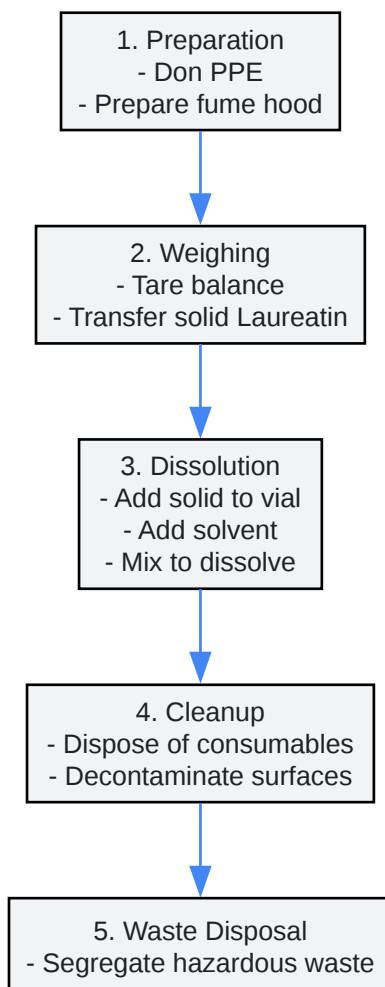 1. Preparation
- Don PPE
- Prepare fume hood
2. Weighing
- Tare balance
- Transfer solid Laureatin
3. Dissolution
- Add solid to vial
- Add solvent
- Mix to dissolve
4. Cleanup
- Dispose of consumables
- Decontaminate surfaces
5. Waste Disposal
- Segregate hazardous waste